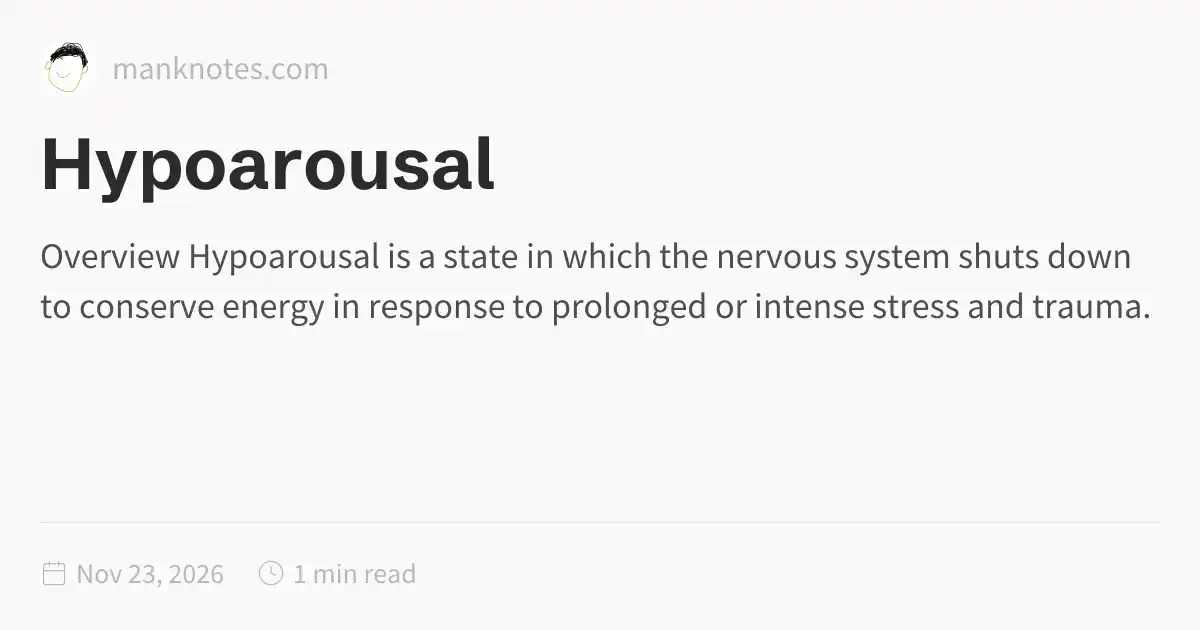 manknotes.com
Hypoarousal
Overview Hypoarousal is a state in which the nervous system shuts down
to conserve energy in response to prolonged or intense stress and trauma.
Nov 23, 2026 1 min read